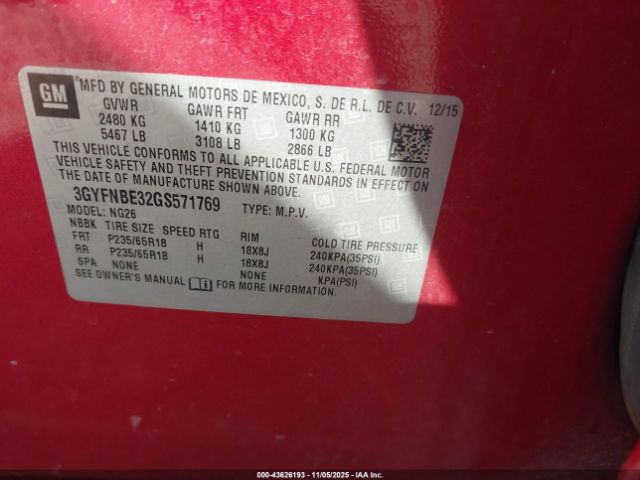 GM
MFD BY GENERAL MOTORS DE MEXICO, S. DE R.L. DE C.V. 12/15
GVWR GAWR FRT GAWR RR
2480 KG 1410 KG 1300 KG
5467 LB 3108 LB 2866 LB
THIS VEHICLE CONFORMS TO ALL APPLICABLE U.S. FEDERAL MOTOR
VEHICLE SAFETY AND THEFT PREVENTION STANDARDS IN EFFECT ON
THE DATE OF MANUFACTURE SHOWN ABOVE.
3GYFNBE32GS571769 TYPE: M.P.V.
MODEL: NG26
NBBK TIRE SIZE SPEED RTG RIM COLD TIRE PRESSURE
FRT P235/65R18 H 18X8J 240KPA(35PSI)
RR P235/65R18 H 18X8J 240KPA(35PSI)
SPA NONE NONE KPA(PSI)
SEE OWNER'S MANUAL FOR MORE INFORMATION.
000-43626193 - 11/05/2025 - IAA Inc.